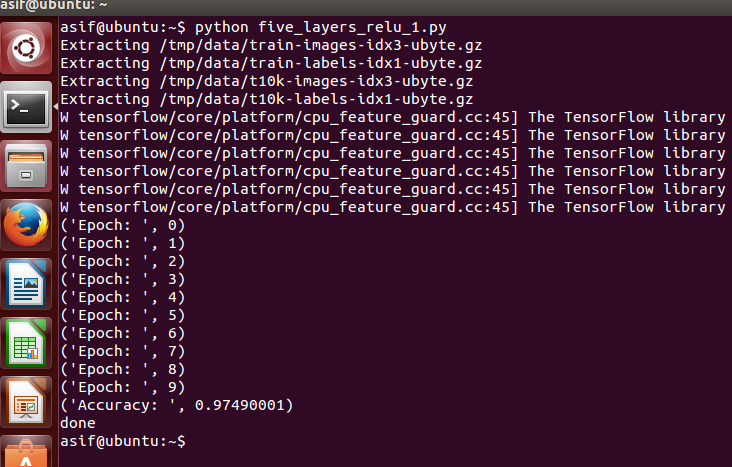 asif@ubuntu: ~
asif@ubuntu:~$ python five_layers_relu_1.py
Extracting /tmp/data/train-images-idx3-ubyte.gz
Extracting /tmp/data/train-labels-idx1-ubyte.gz
Extracting /tmp/data/t10k-images-idx3-ubyte.gz
Extracting /tmp/data/t10k-labels-idx1-ubyte.gz
W tensorflow/core/platform/cpu_feature_guard.cc:45] The TensorFlow library
W tensorflow/core/platform/cpu_feature_guard.cc:45] The TensorFlow library
W tensorflow/core/platform/cpu_feature_guard.cc:45] The TensorFlow library
W tensorflow/core/platform/cpu_feature_guard.cc:45] The TensorFlow library
W tensorflow/core/platform/cpu_feature_guard.cc:45] The TensorFlow library
W tensorflow/core/platform/cpu_feature_guard.cc:45] The TensorFlow library
('Epoch: ', 0)
('Epoch: ', 1)
('Epoch: ', 2)
('Epoch: ', 3)
('Epoch: ', 4)
('Epoch: ', 5)
('Epoch: ', 6)
('Epoch: ', 7)
('Epoch: ', 8)
('Epoch: ', 9)
('Accuracy: ', 0.97490001)
done
asif@ubuntu:~$